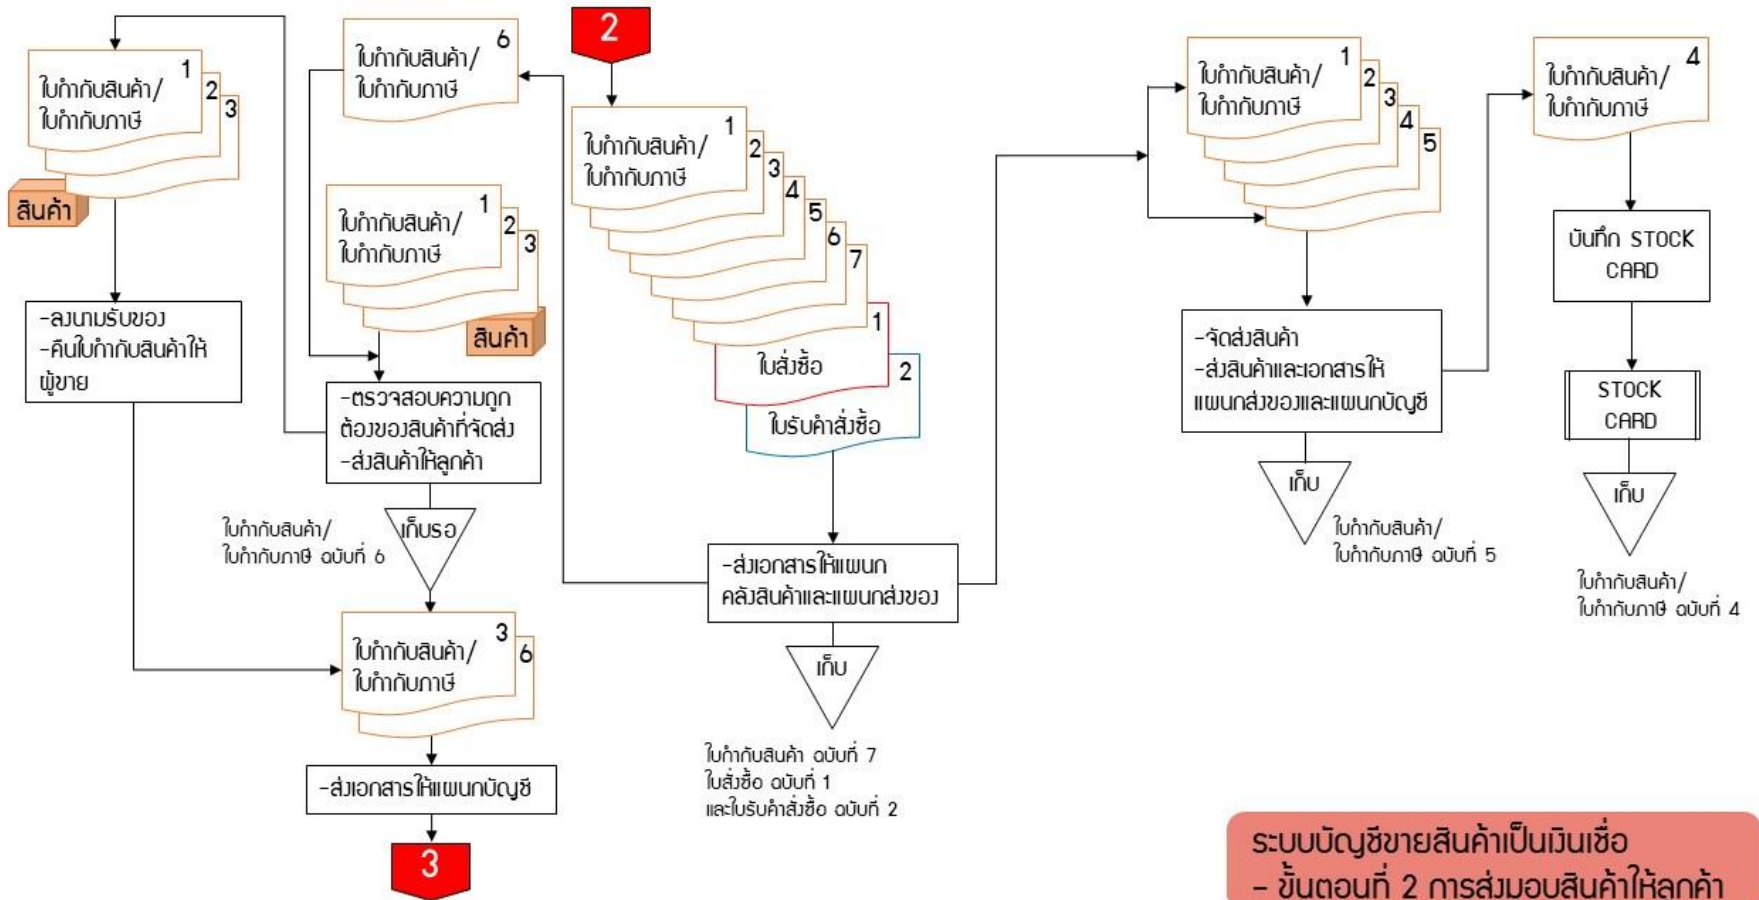 2
ใบกำกับสินค้า/
ใบกำกับภาษี
1
2
3
สินค้า
-ลงนามรับของ
-คืนใบกำกับสินค้าให้
ผู้ขาย
6
ใบกำกับสินค้า/
ใบกำกับภาษี
ใบกำกับสินค้า/
ใบกำกับภาษี
1
2
3
สินค้า
-ตรวจสอบความถูก
ต้องของสินค้าที่จัดส่ง
-ส่งสินค้าให้ลูกค้า
เก็บรอ
ใบกำกับสินค้า/
ใบกำกับภาษี ฉบับที่ 6
ใบกำกับสินค้า/
ใบกำกับภาษี
3
6
-ส่งเอกสารให้แผนกบัญชี
3
ใบกำกับสินค้า/
ใบกำกับภาษี
1
2
3
4
5
6
7
1
ใบสั่งซื้อ
2
ใบรับคำสั่งซื้อ
-ส่งเอกสารให้แผนก
คลังสินค้าและแผนกส่งของ
เก็บ
ใบกำกับสินค้า ฉบับที่ 7
ใบสั่งซื้อ ฉบับที่ 1
และใบรับคำสั่งซื้อ ฉบับที่ 2
ใบกำกับสินค้า/
ใบกำกับภาษี
1
2
3
4
5
-จัดส่งสินค้า
-ส่งสินค้าและเอกสารให้
แผนกส่งของและแผนกบัญชี
เก็บ
ใบกำกับสินค้า/
ใบกำกับภาษี ฉบับที่ 5
4
ใบกำกับสินค้า/
ใบกำกับภาษี
บันทึก STOCK
CARD
STOCK
CARD
เก็บ
ใบกำกับสินค้า/
ใบกำกับภาษี ฉบับที่ 4
ระบบบัญชีขายสินค้าเป็นเงินเชื่อ
- ขั้นตอนที่ 2 การส่งมอบสินค้าให้ลูกค้า